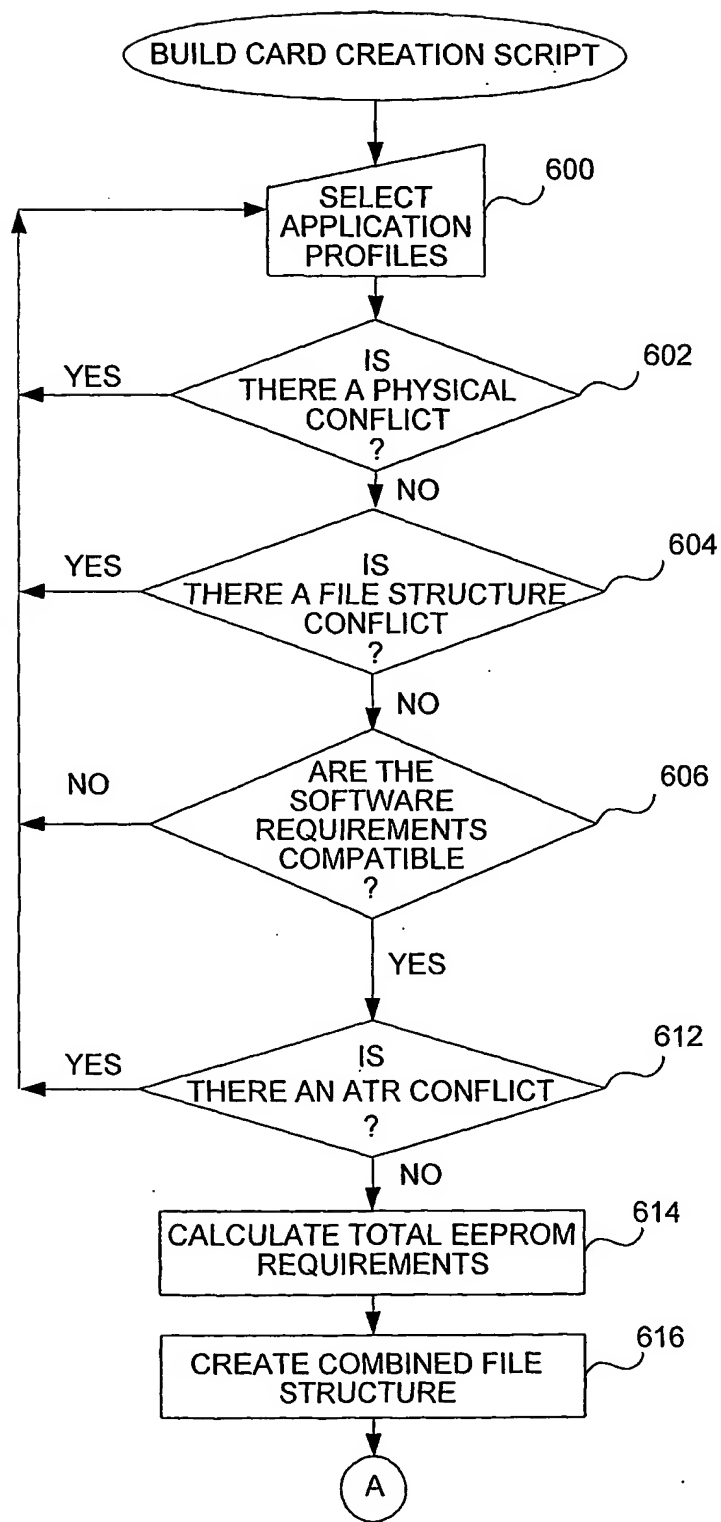 BUILD CARD CREATION SCRIPT
600
SELECT
APPLICATION
PROFILES
IS
THERE A PHYSICAL
CONFLICT
?
602
YES
NO
IS
THERE A FILE STRUCTURE
CONFLICT
?
604
YES
NO
ARE THE
SOFTWARE
REQUIREMENTS
COMPATIBLE
?
606
NO
YES
IS
THERE AN ATR CONFLICT
?
612
YES
NO
CALCULATE TOTAL EEPROM
REQUIREMENTS
614
CREATE COMBINED FILE
STRUCTURE
616
A